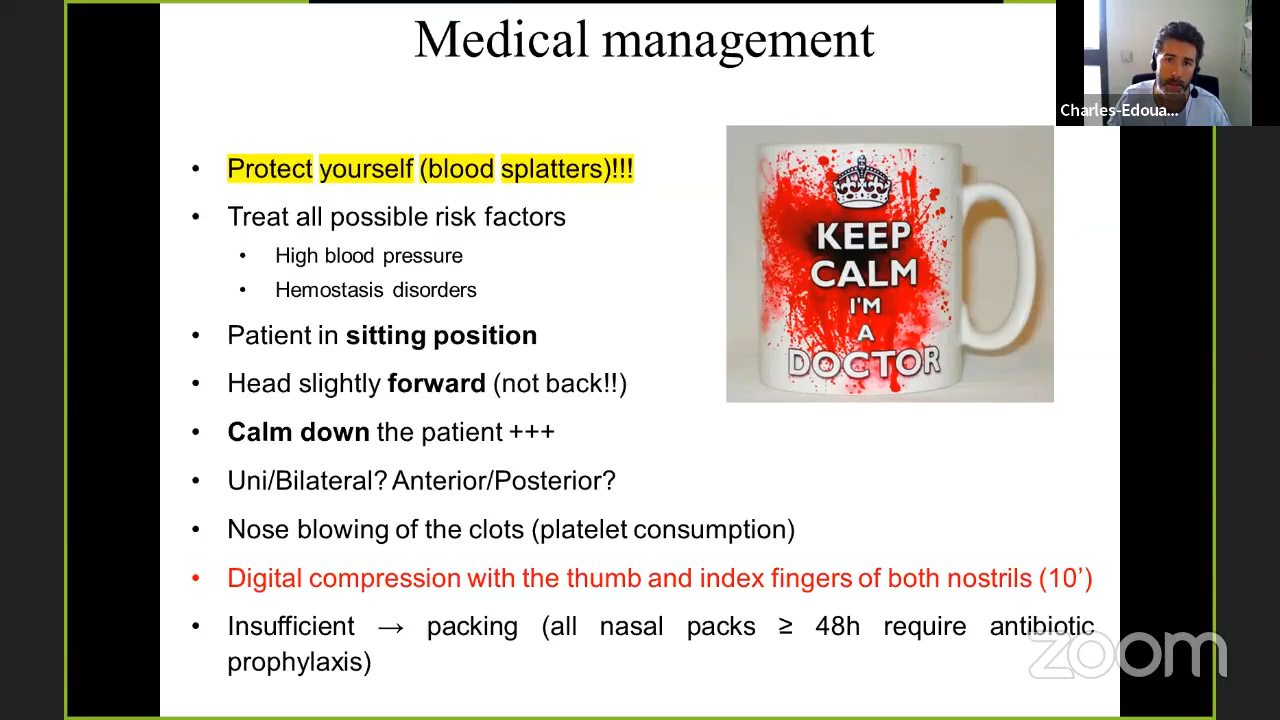 Medical management
Charles-Edoua...
• Protect yourself (blood splatters)!!!
• Treat all possible risk factors
• High blood pressure
• Hemostasis disorders
• Patient in sitting position
• Head slightly forward (not back!!)
• Calm down the patient +++
• Uni/Bilateral? Anterior/Posterior?
• Nose blowing of the clots (platelet consumption)
• Digital compression with the thumb and index fingers of both nostrils (10’)
• Insufficient → packing (all nasal packs ≥ 48h require antibiotic
prophylaxis)
KEEP
CALM
I'M
A
DOCTOR
zoom